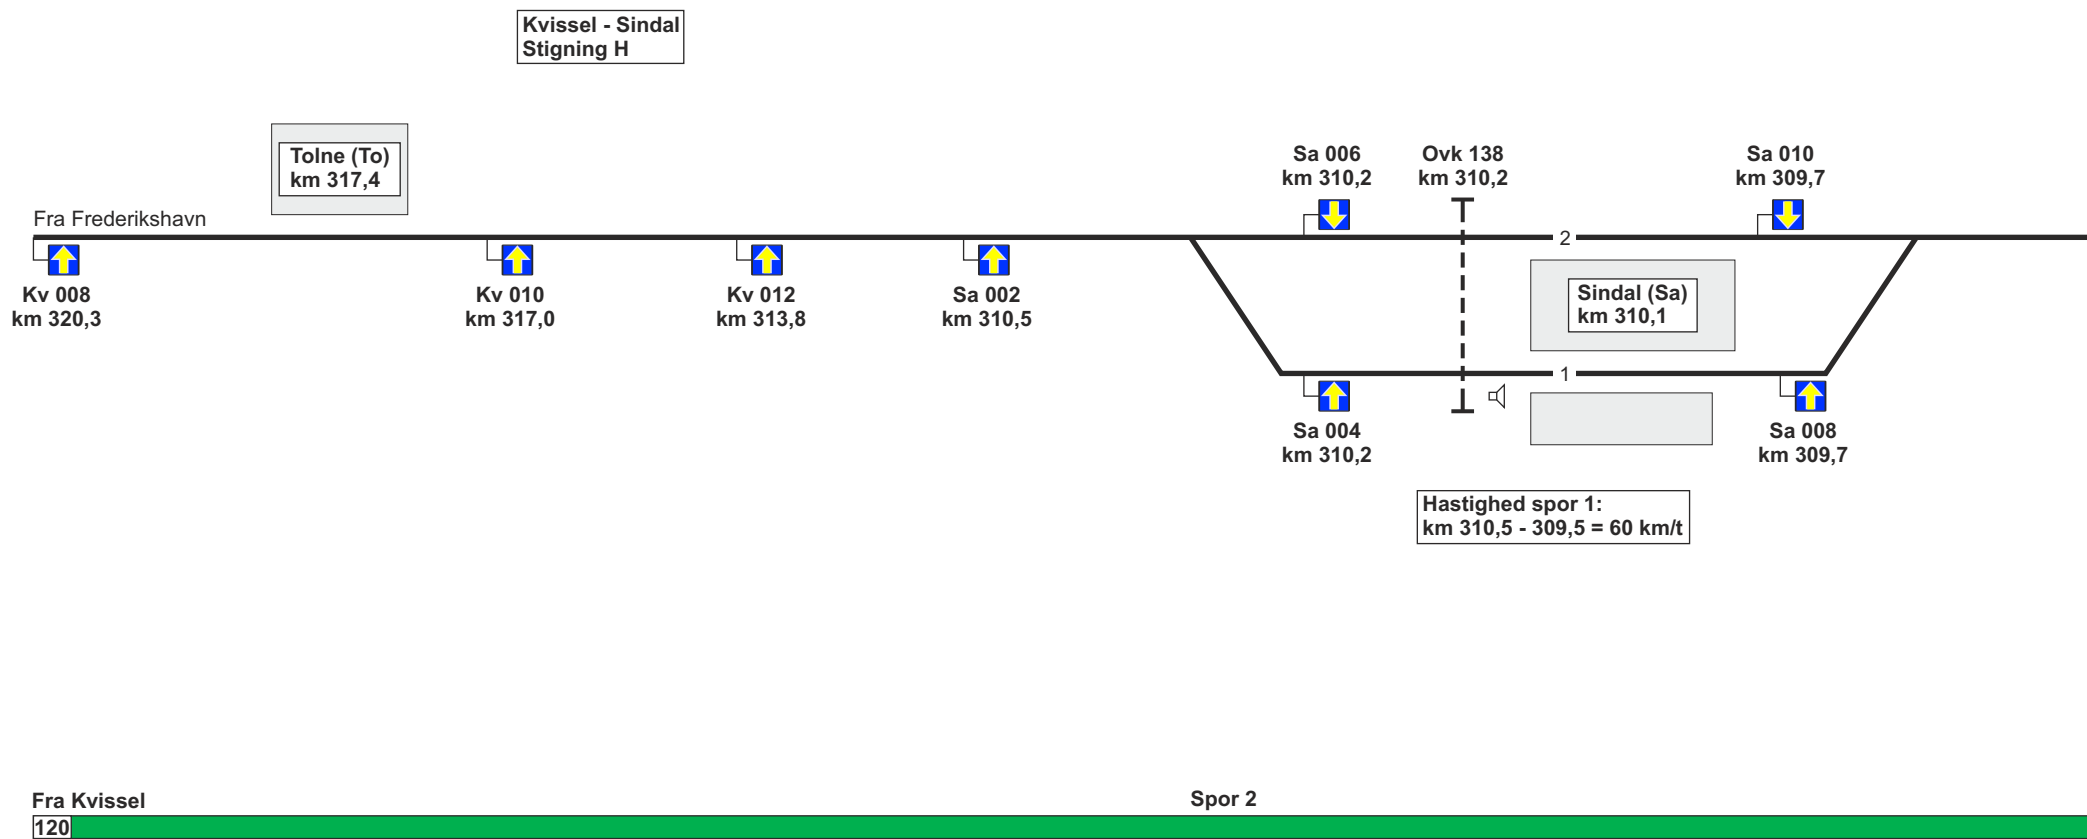 Kvissel - Sindal
Stigning H
Tolne (To)
km 317,4
Fra Frederikshavn
Kv 008
km 320,3
Kv 010
km 317,0
Kv 012
km 313,8
Sa 002
km 310,5
Sa 006
km 310,2
Ovk 138
km 310,2
Sa 010
km 309,7
2
Sindal (Sa)
km 310,1
1
Sa 004
km 310,2
Sa 008
km 309,7
Hastighed spor 1:
km 310,5 - 309,5 = 60 km/t
Fra Kvissel
Spor 2
120